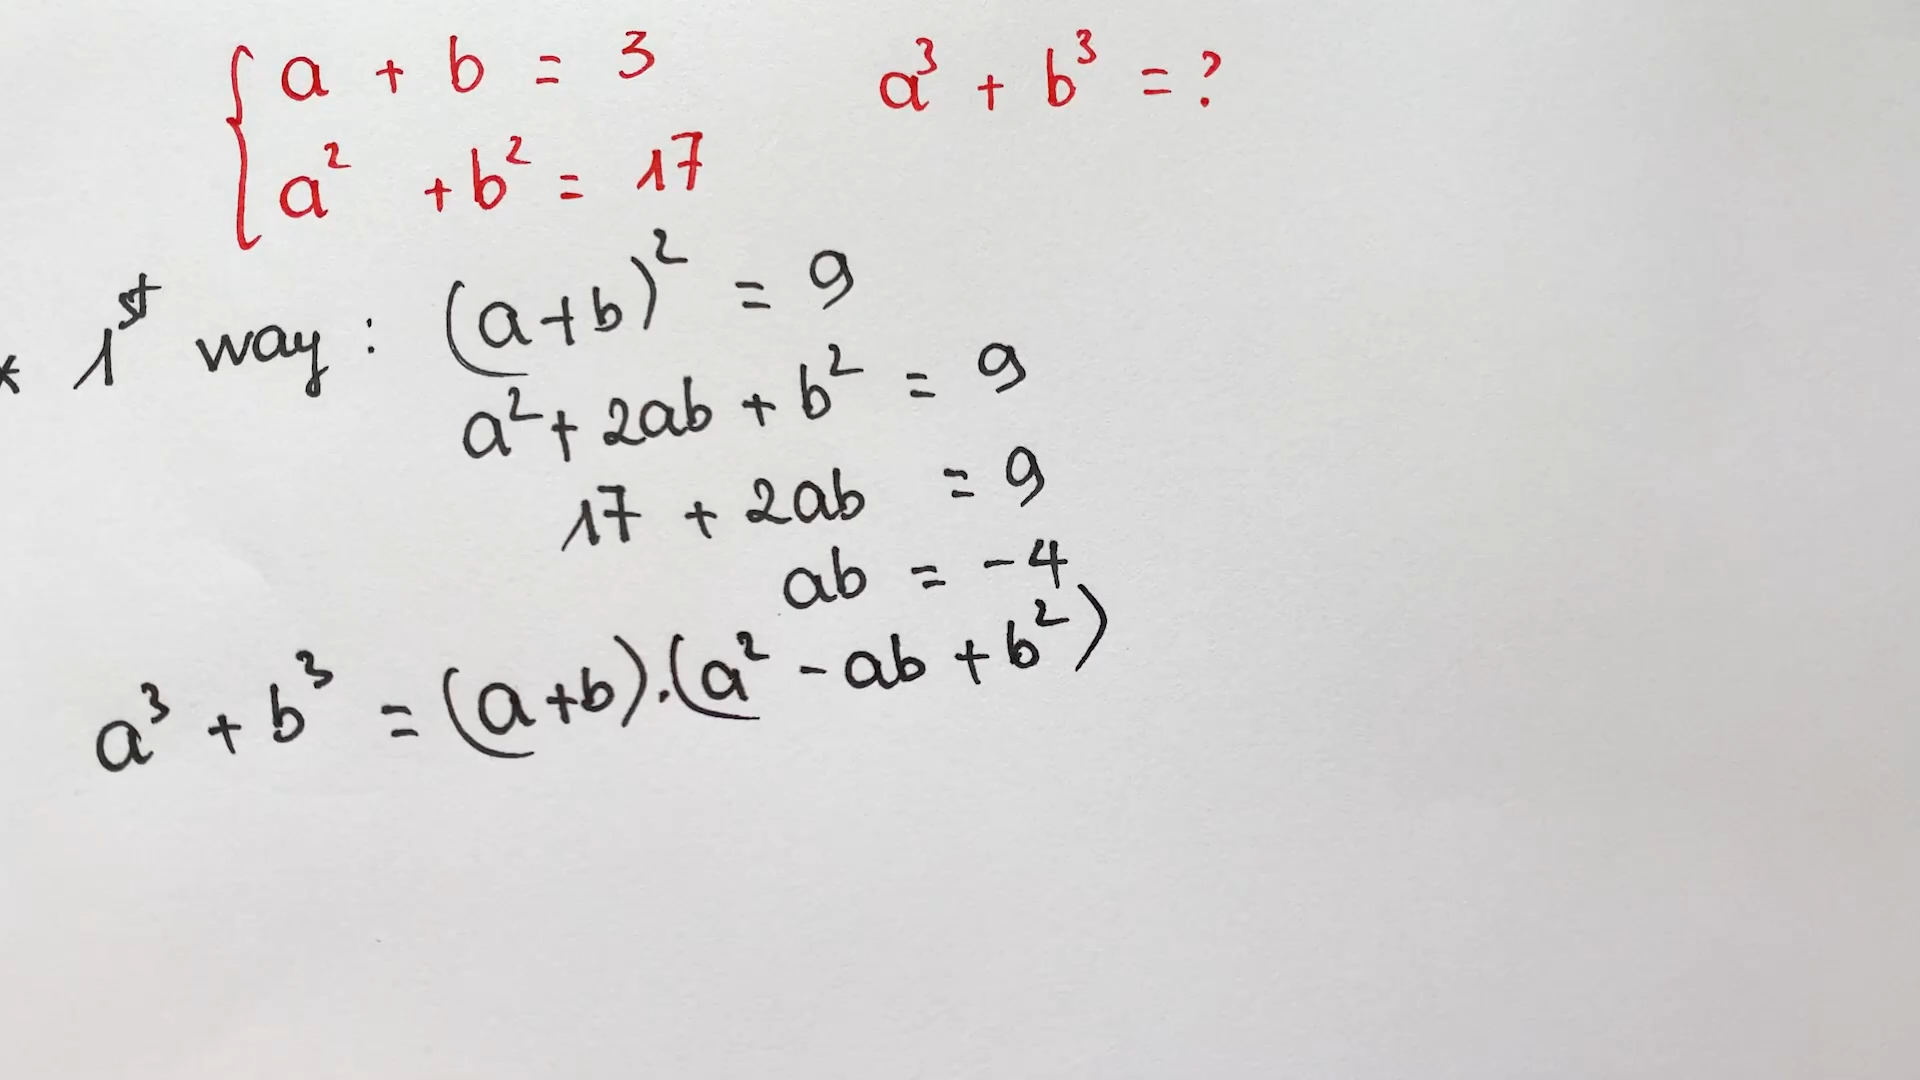 a + b = 3
a³ + b³ = ?
a² + b² = 17
* 1st way: (a+b)² = 9
a² + 2ab + b² = 9
17 + 2ab = 9
ab = -4
a³ + b³ = (a+b).(a² - ab + b²)